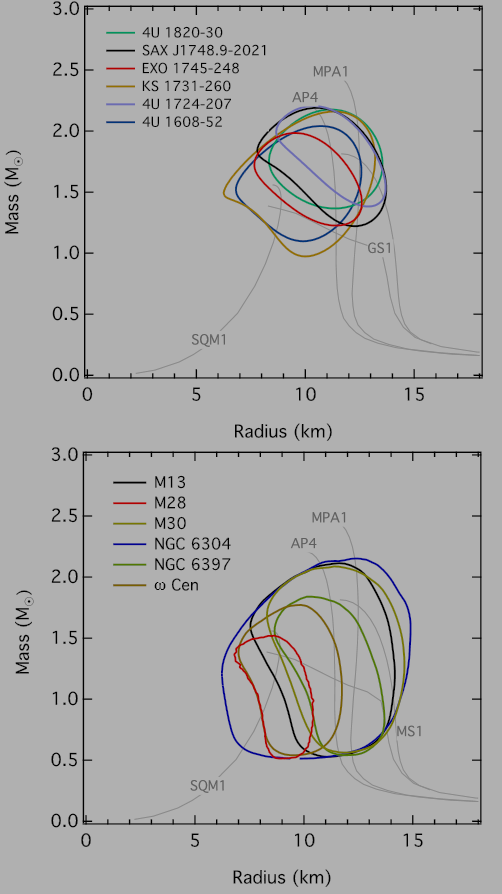 3.0
4U 1820-30
SAX J1748.9-2021
EXO 1745-248
KS 1731-260
4U 1724-207
4U 1608-52
MPA1
AP4
2.5
2.0
1.5
1.0
0.5
0.0
Mass (M☉)
GS1
SQM1
0 5 10 15
Radius (km)
3.0
M13
M28
M30
NGC 6304
NGC 6397
ω Cen
MPA1
AP4
2.5
2.0
1.5
1.0
0.5
0.0
Mass (M☉)
MS1
SQM1
0 5 10 15
Radius (km)